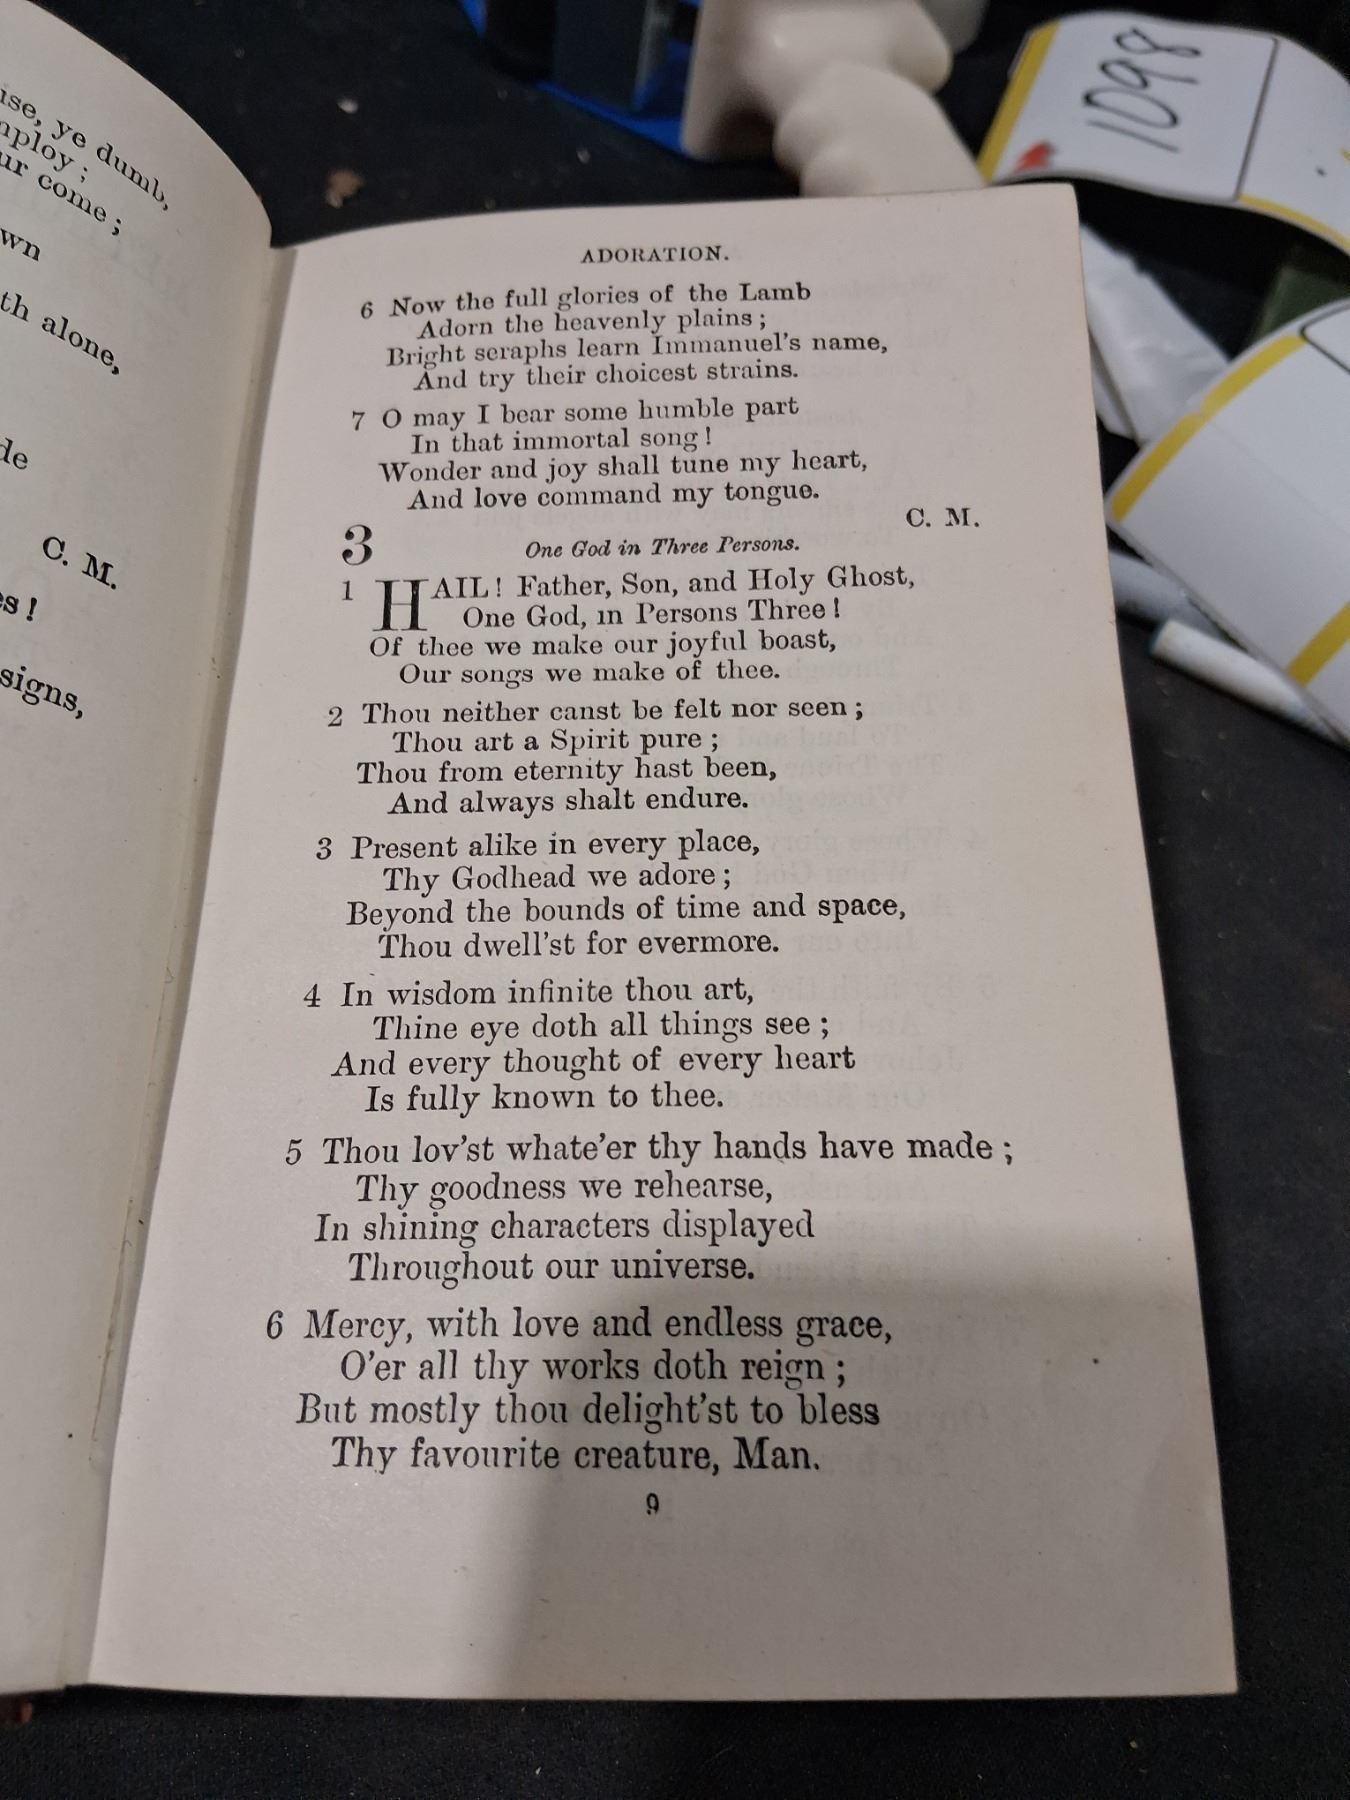 ise, ye dumb,
ploy;
ur come;
wn
th alone,
de
C. M.
es!
signs,
1098
ADORATION.
6 Now the full glories of the Lamb
Adorn the heavenly plains;
Bright seraphs learn Immanuel's name,
And try their choicest strains.
7 O may I bear some humble part
In that immortal song!
Wonder and joy shall tune my heart,
And love command my tongue.
C. M.
3
One God in Three Persons.
1 HAIL! Father, Son, and Holy Ghost,
One God, in Persons Three!
Of thee we make our joyful boast,
Our songs we make of thee.
2 Thou neither canst be felt nor seen;
Thou art a Spirit pure;
Thou from eternity hast been,
And always shalt endure.
3 Present alike in every place,
Thy Godhead we adore;
Beyond the bounds of time and space,
Thou dwell'st for evermore.
4 In wisdom infinite thou art,
Thine eye doth all things see;
And every thought of every heart
Is fully known to thee.
5 Thou lov'st whate'er thy hands have made;
Thy goodness we rehearse,
In shining characters displayed
Throughout our universe.
6 Mercy, with love and endless grace,
O'er all thy works doth reign;
But mostly thou delight'st to bless
Thy favourite creature, Man.
9